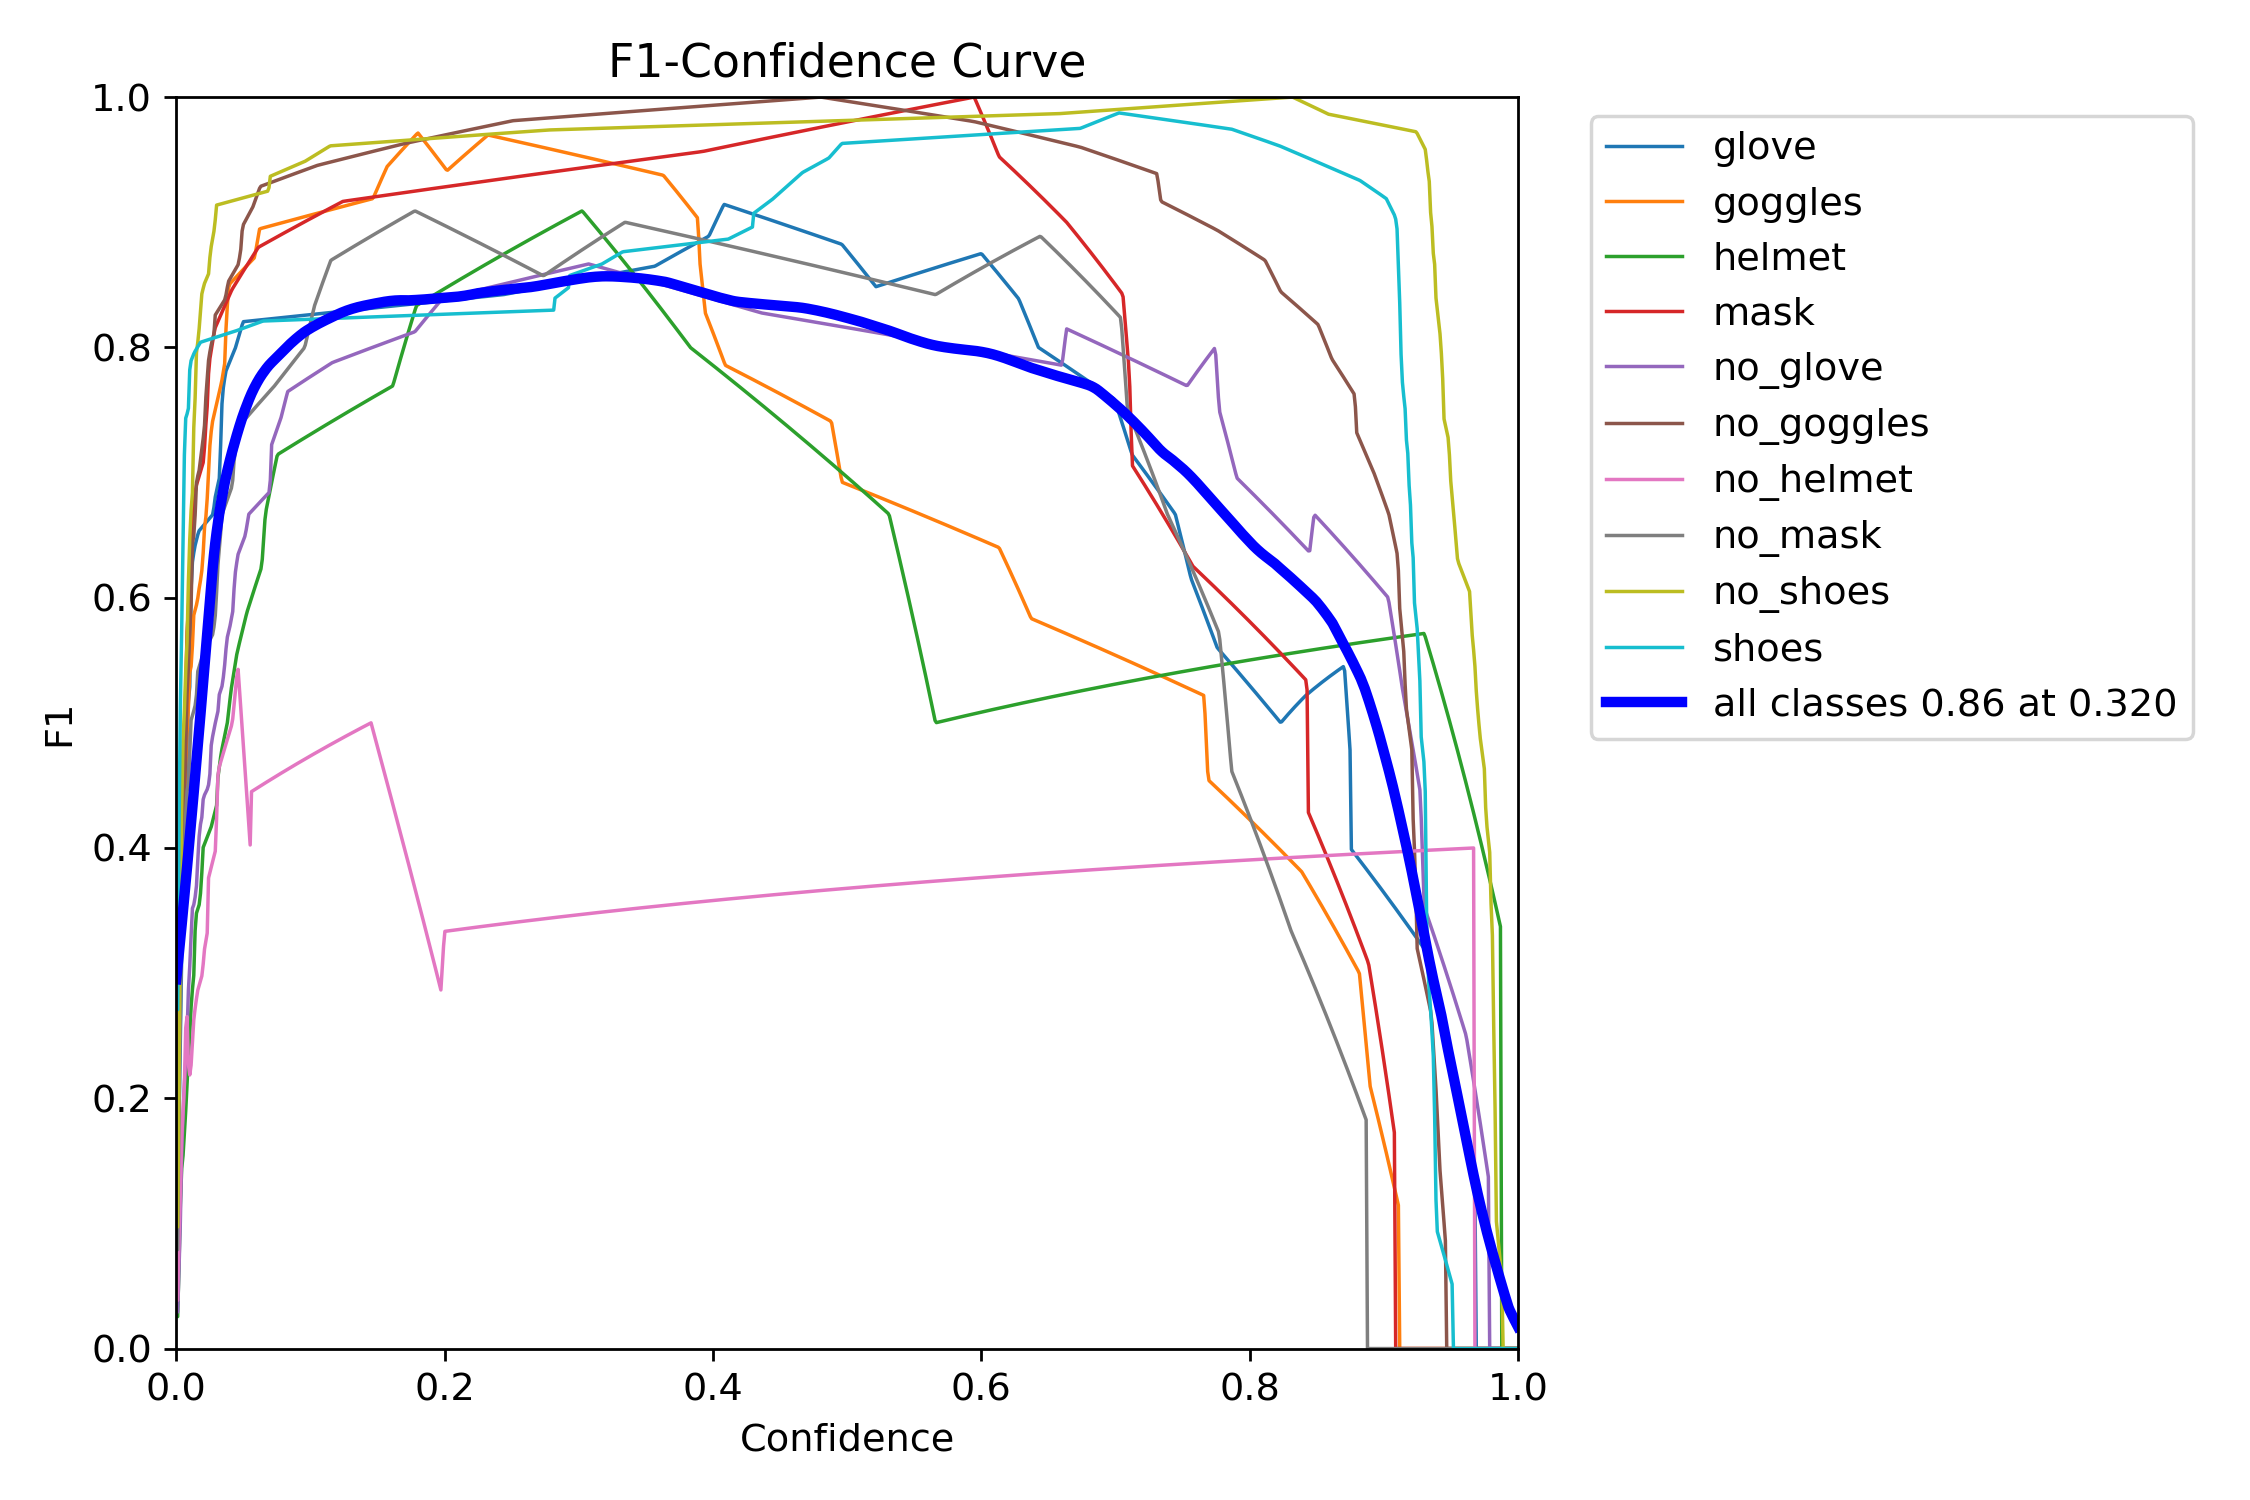 F1-Confidence Curve
1.0
0.8
0.6
0.4
0.2
0.0
F1
0.0 0.2 0.4 0.6 0.8 1.0
Confidence
glove
goggles
helmet
mask
no_glove
no_goggles
no_helmet
no_mask
no_shoes
shoes
all classes 0.86 at 0.320